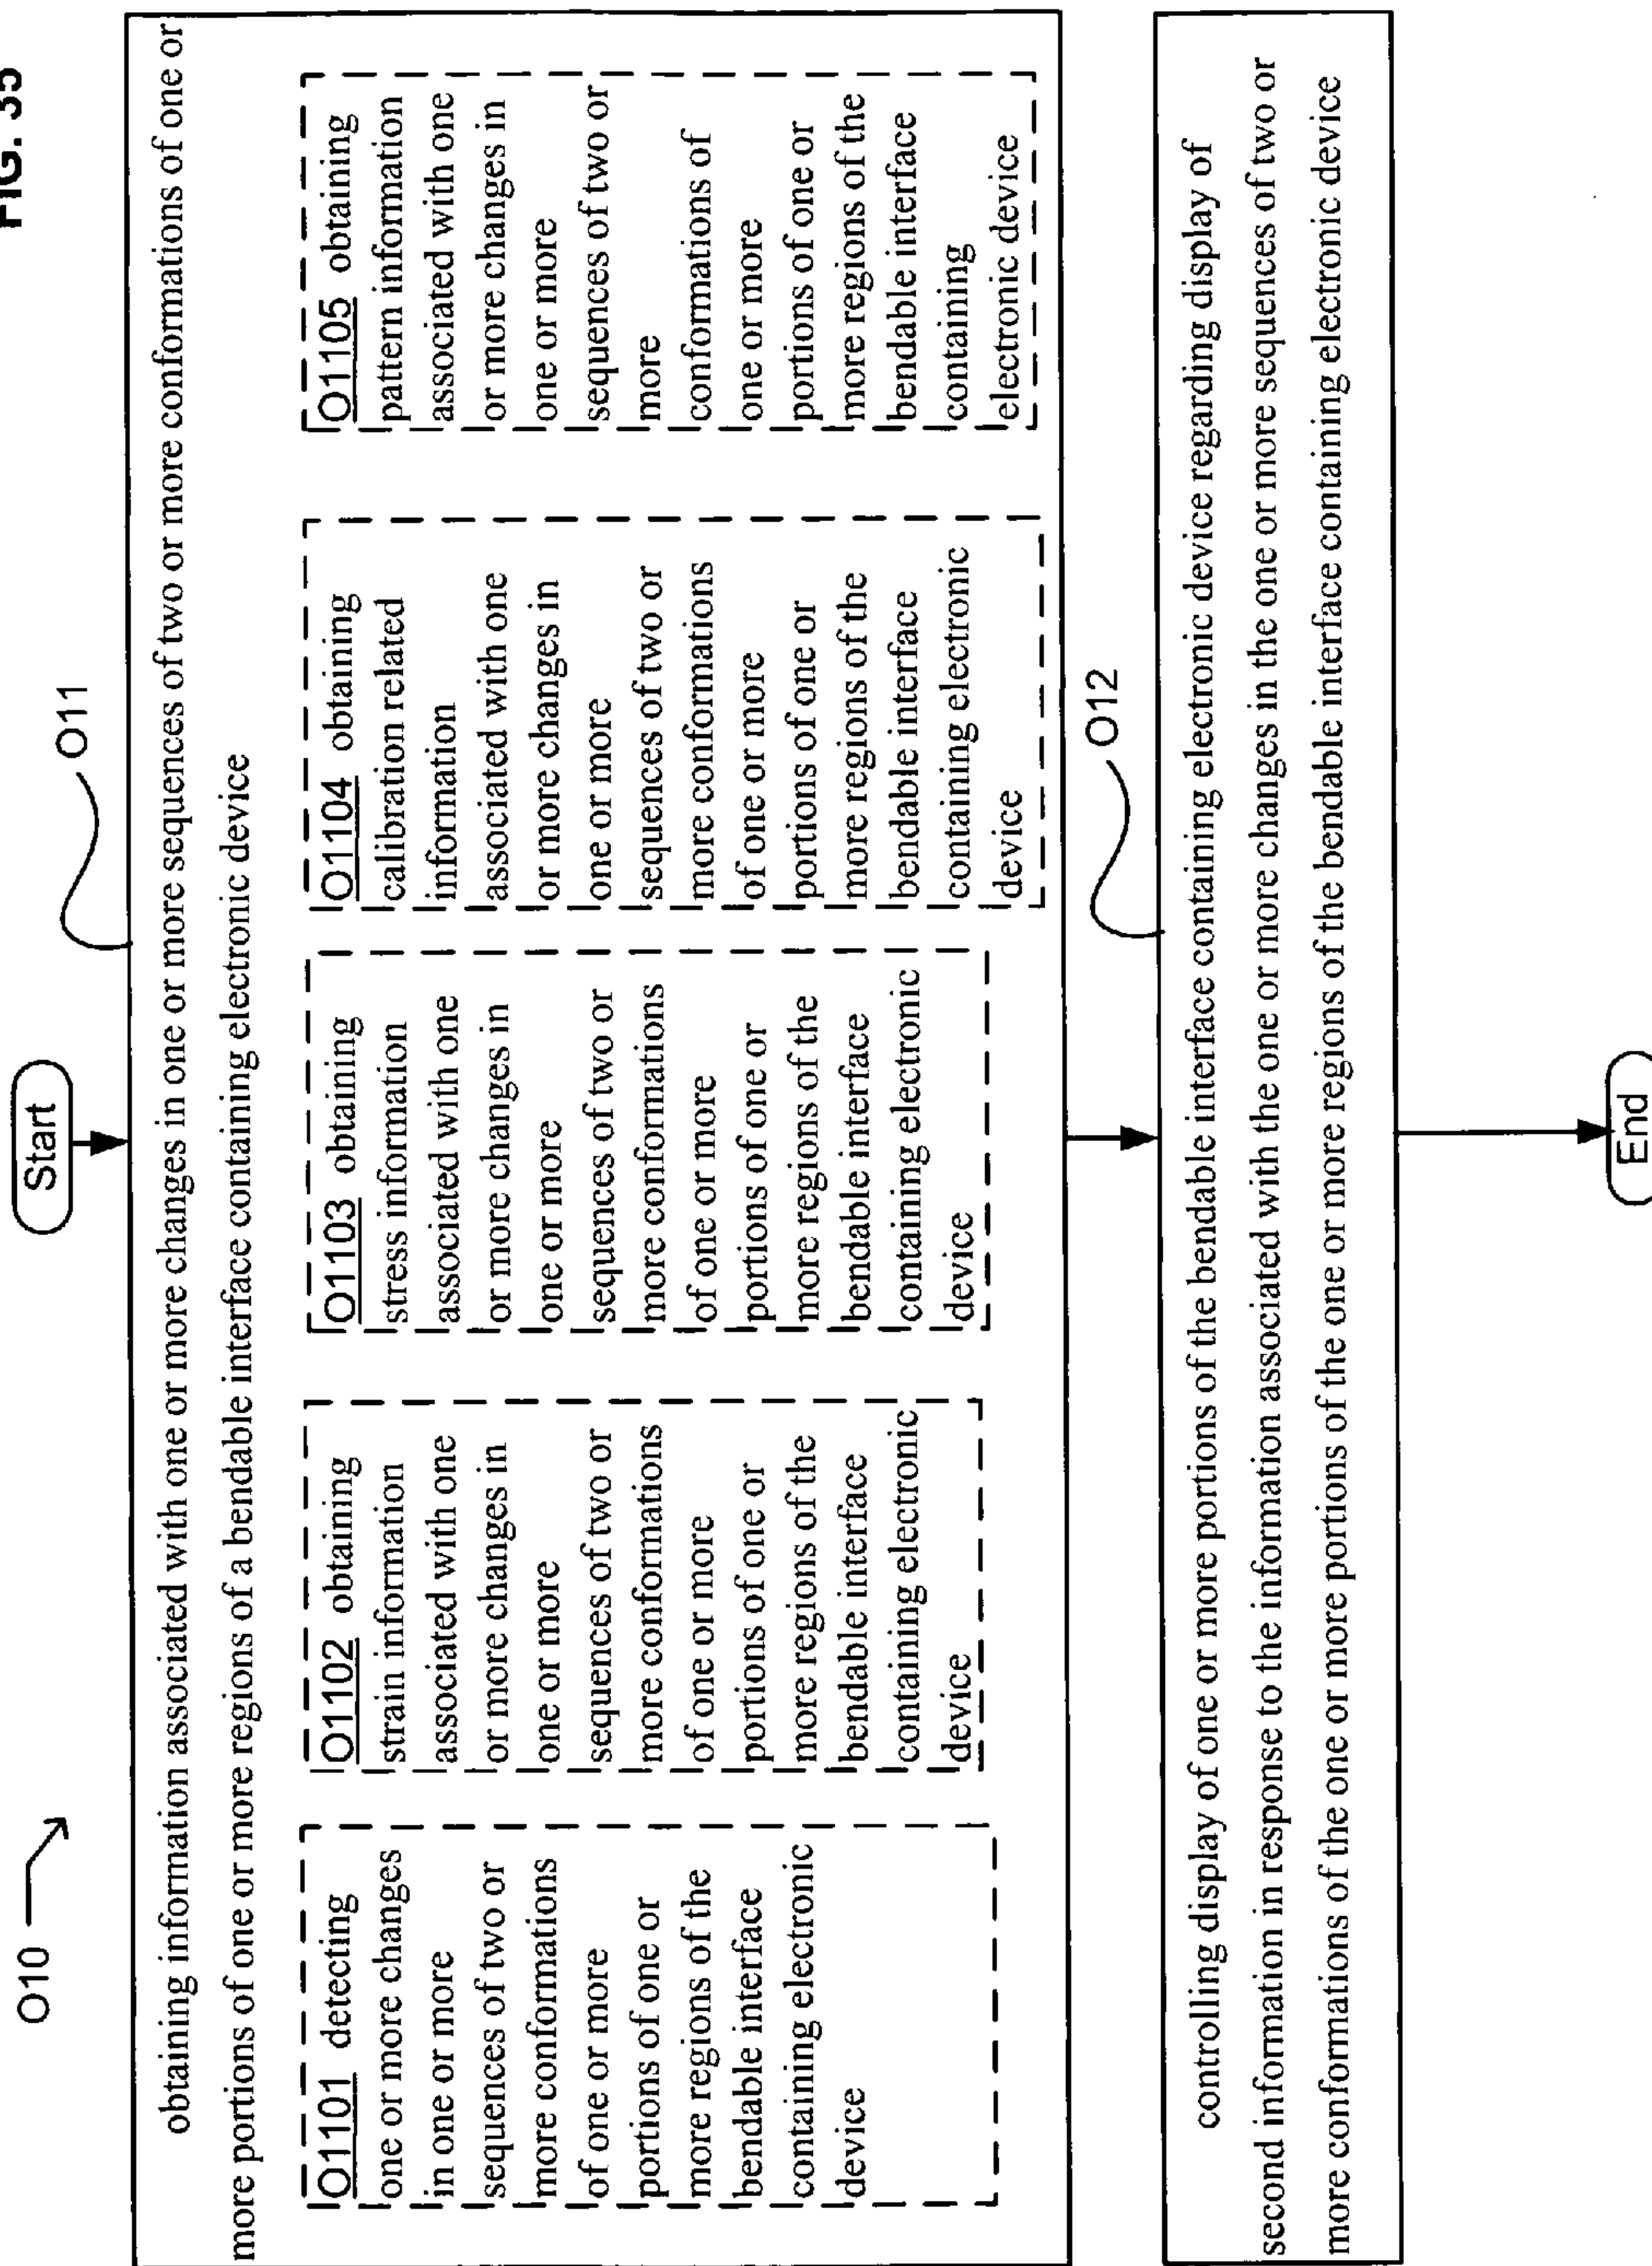 FIG. 35
O10
Start
O11
obtaining information associated with one or more changes in one or more sequences of two or more conformations of one or
more portions of one or more regions of a bendable interface containing electronic device
O1101 detecting
one or more changes
in one or more
sequences of two or
more conformations
of one or more
portions of one or
more regions of the
bendable interface
containing electronic
device
O1102 obtaining
strain information
associated with one
or more changes in
one or more
sequences of two or
more conformations
of one or more
portions of one or
more regions of the
bendable interface
containing electronic
device
O1103 obtaining
stress information
associated with one
or more changes in
one or more
sequences of two or
more conformations
of one or more
portions of one or
more regions of the
bendable interface
containing electronic
device
O1104 obtaining
calibration related
information
associated with one
or more changes in
one or more
sequences of two or
more conformations
of one or more
portions of one or
more regions of the
bendable interface
containing electronic
device
O1105 obtaining
pattern information
associated with one
or more changes in
one or more
sequences of two or
more
conformations of
one or more
portions of one or
more regions of the
bendable interface
containing
electronic device
O12
controlling display of one or more portions of the bendable interface containing electronic device regarding display of
second information in response to the information associated with the one or more changes in the one or more sequences of two or
more conformations of the one or more portions of the one or more regions of the bendable interface containing electronic device
End